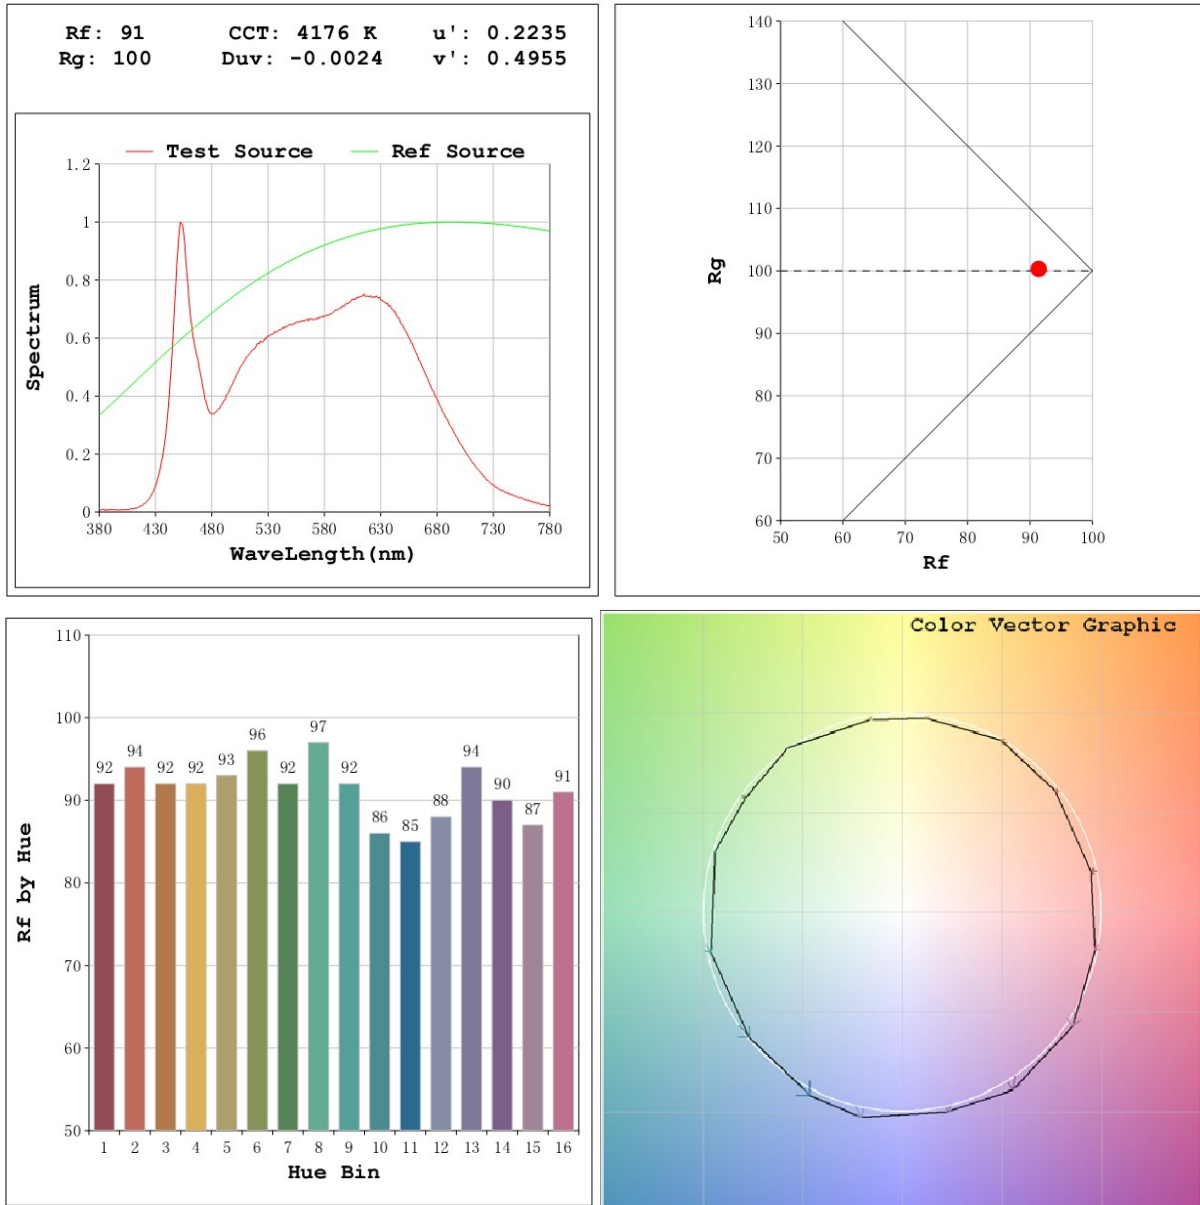 Rf: 91 CCT: 4176 K u': 0.2235
Rg: 100 Duv: -0.0024 v': 0.4955
Test Source Ref Source
Spectrum
1.2
1
0.8
0.6
0.4
0.2
0
380 430 480 530 580 630 680 730 780
WaveLength(nm)
Rg
140
130
120
110
100
90
80
70
60
50 60 70 80 90 100
Rf
Rf by Hue
110
100
90
80
70
60
50
92 94 92 92 93 96 92 97 92 86 85 88 94 90 87 91
1 2 3 4 5 6 7 8 9 10 11 12 13 14 15 16
Hue Bin
Color Vector Graphic